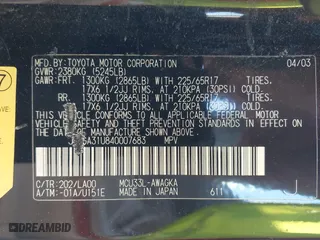 7
MFD.BY:TOYOTA MOTOR CORPORATION 04/03
GVWR:2380KG (5245LB)
GAWR:FRT. 1300KG (2865LB) WITH 225/65R17 TIRES.
17X6 1/2JJ RIMS, AT 210KPA (30PSI) COLD
RR. 1300KG (2865LB) WITH 225/65R17 TIRES.
17X6 1/2JJ RIMS, AT 210KPA (30PSI) COLD
THIS VEHICLE CONFORMS TO ALL APPLICABLE FEDERAL
MOTOR VEHICLE SAFETY STANDARDS IN EFFECT ON THE
DATE OF MANUFACTURE SHOWN ABOVE.
MPV
C/TR:202/LA00 MCU33L-AWAGKA
A/TM:-01A/U151E MADE IN JAPAN 611 J
DREAMBID